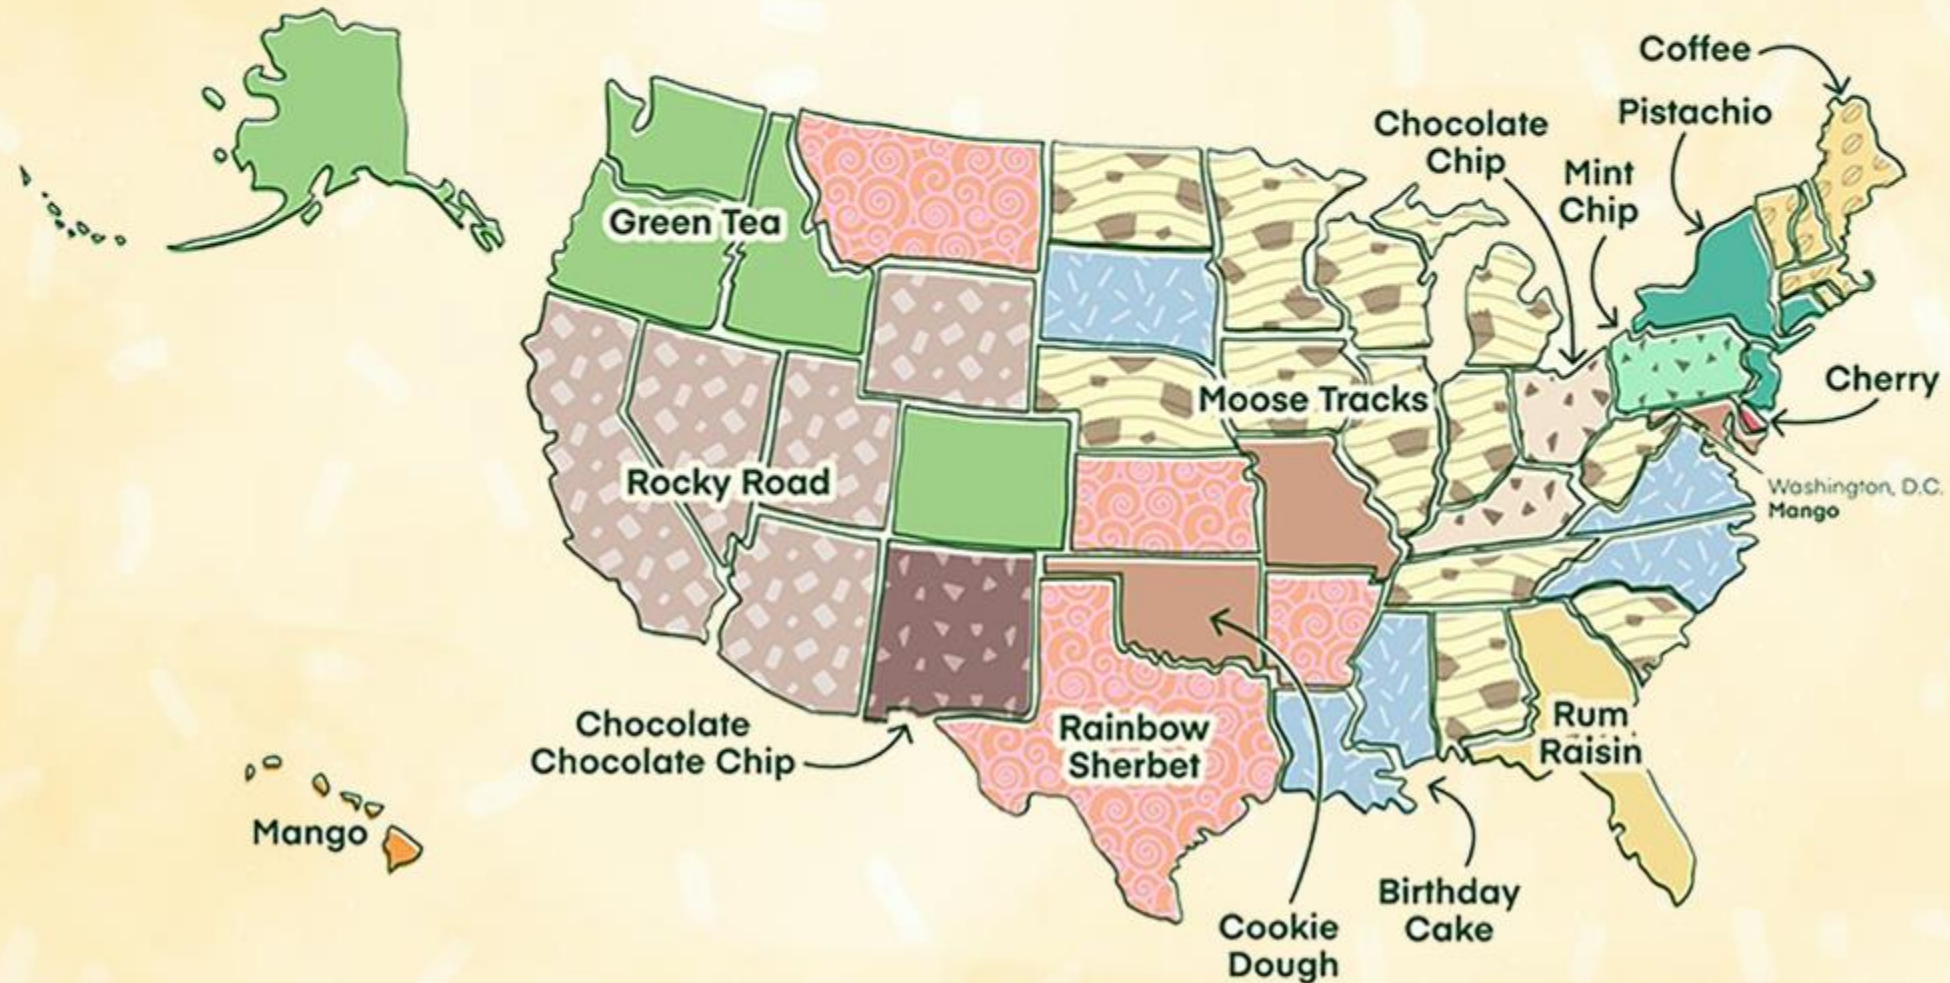 Coffee
Pistachio
Chocolate
Chip
Mint
Chip
Green Tea
Cherry
Moose Tracks
Rocky Road
Washington, D.C.
Mango
Chocolate
Chocolate Chip
Rainbow
Sherbet
Rum
Raisin
Mango
Birthday
Cake
Cookie
Dough